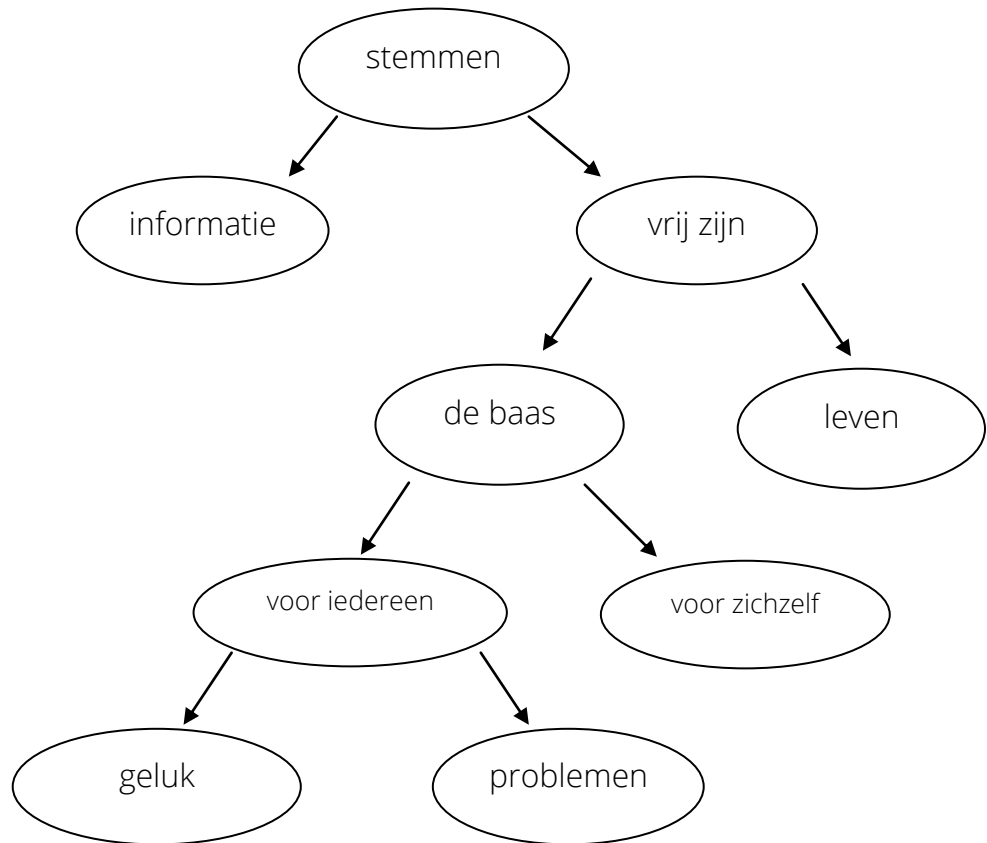 stemmen
informatie
vrij zijn
de baas
leven
voor iedereen
voor zichzelf
geluk
problemen